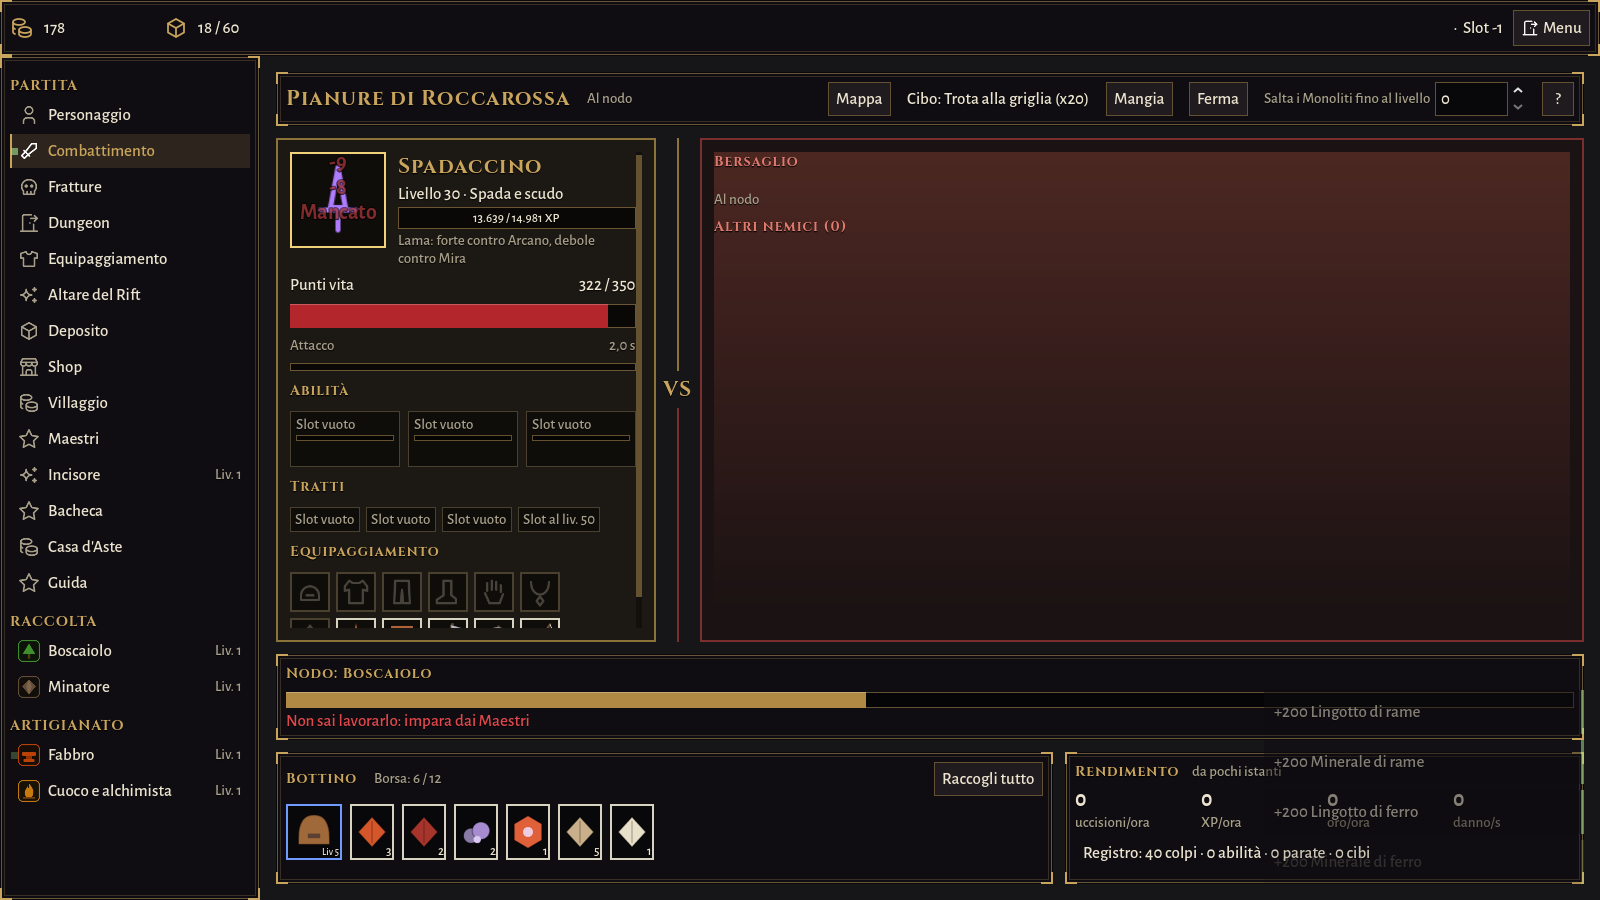 178
18 / 60
· Slot -1
Menu
Partita
Personaggio
Combattimento
Fratture
Dungeon
Equipaggiamento
Altare del Rift
Deposito
Shop
Villaggio
Maestri
Incisore Liv. 1
Bacheca
Casa d'Aste
Guida
Raccolta
Boscaiolo Liv. 1
Minatore Liv. 1
Artigianato
Fabbro Liv. 1
Cuoco e alchimista Liv. 1
Pianure di Roccarossa Al nodo
Mappa
Cibo: Trota alla griglia (x20)
Mangia
Ferma
Salta i Monoliti fino al livello 0
?
-9
-8
Mancato
Spadaccino
Livello 30 · Spada e scudo
13.639 / 14.981 XP
Lama: forte contro Arcano, debole
contro Mira
Punti vita 322 / 350
Attacco 2,0 s
Abilità
Slot vuoto Slot vuoto Slot vuoto
Tratti
Slot vuoto Slot vuoto Slot vuoto Slot al liv. 50
Equipaggiamento
VS
Bersaglio
Al nodo
Altri nemici (0)
Nodo: Boscaiolo
Non sai lavorarlo: impara dai Maestri
Bottino Borsa: 6 / 12
Raccogli tutto
Liv 5 3 2 2 1 5 1
Rendimento da pochi istanti
0 0 0 0
uccisioni/ora XP/ora oro/ora danno/s
Registro: 40 colpi · 0 abilità · 0 parate · 0 cibi
+200 Lingotto di rame
+200 Minerale di rame
+200 Lingotto di ferro
+200 Minerale di ferro